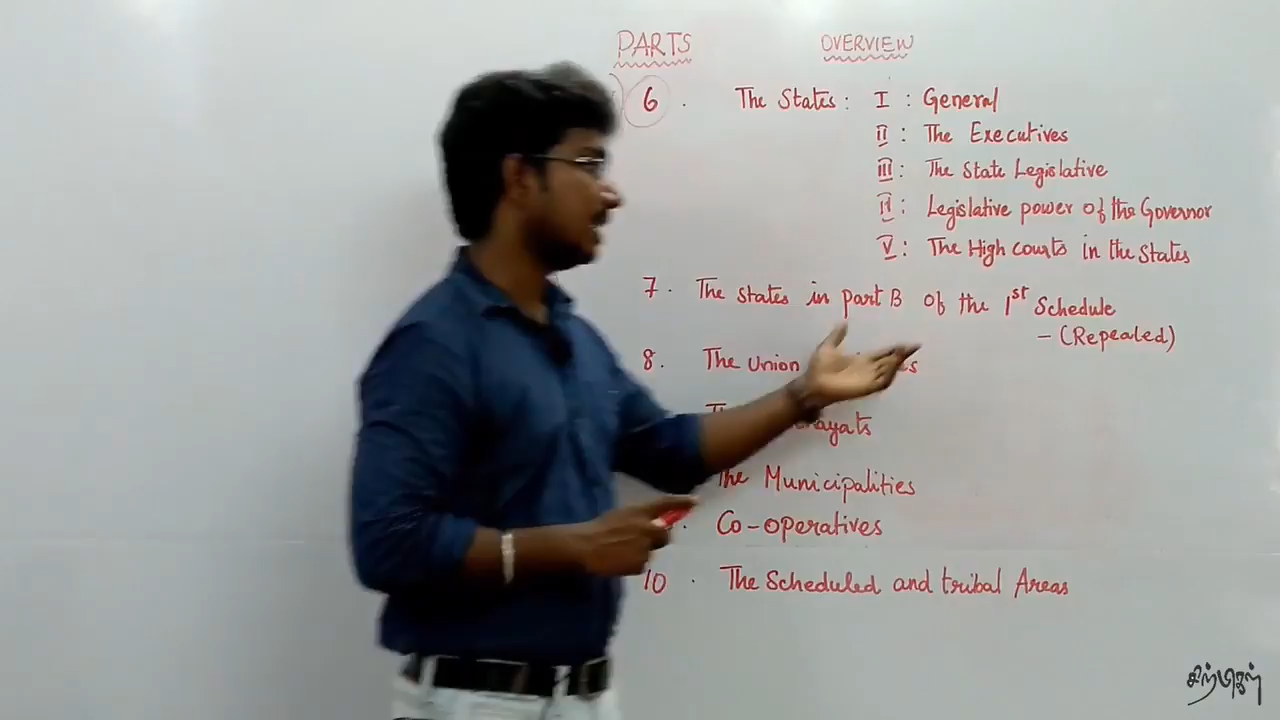 PARTS OVERVIEW
6. The States: I : General
II : The Executives
III : The State Legislative
IV : Legislative power of the Governor
V : The High courts in the States
7. The states in part B of the 1st Schedule
- (Repealed)
8. The Union
The
The Municipalities
Co-operatives
10. The Scheduled and tribal Areas